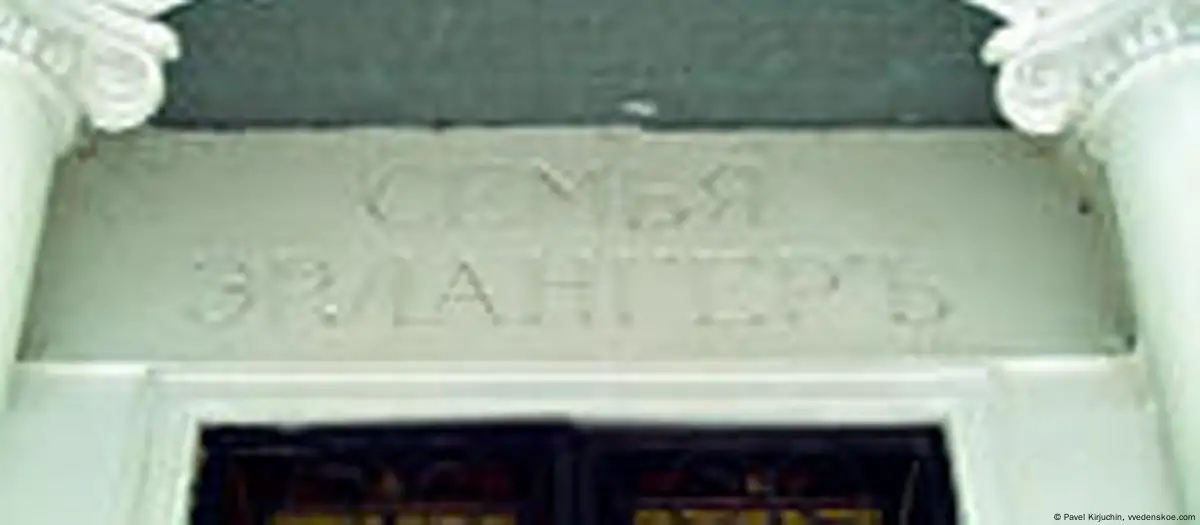 СЕМЬЯ
ЭРЛАНГЕРЪ
© Pavel Kirjuchin, vvedenskoe.com